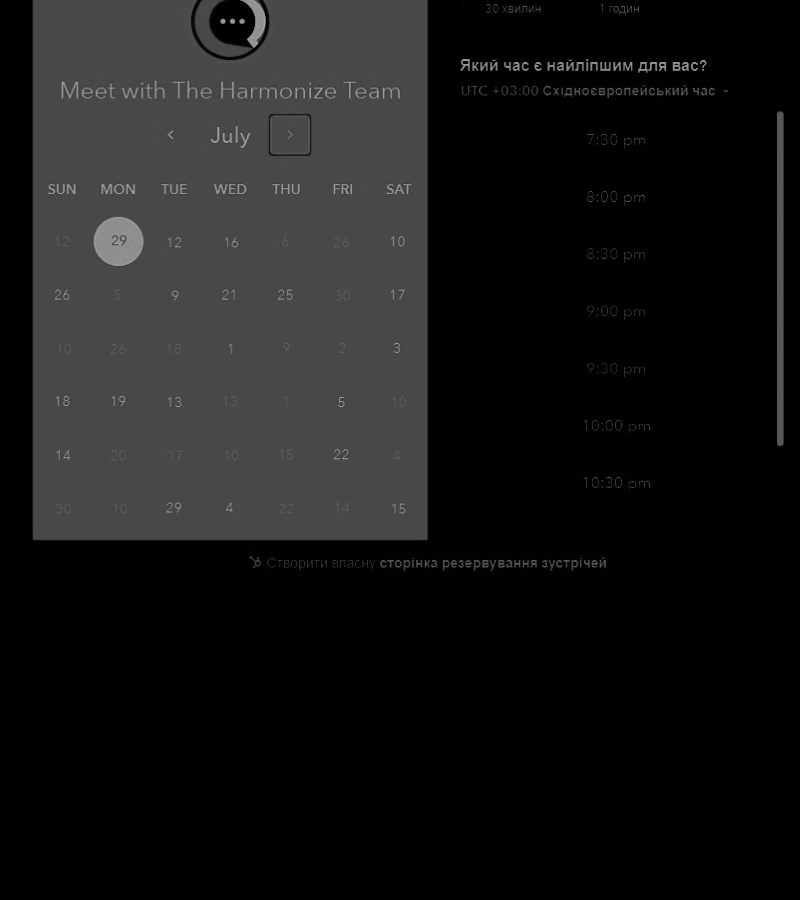 30 хвилин 1 годин
Meet with The Harmonize Team
July
SUN MON TUE WED THU FRI SAT
12 29 12 16 6 26 10
26 5 9 21 25 30 17
10 26 18 1 9 2 3
18 19 13 13 1 5 10
14 20 17 10 15 22 4
30 10 29 4 22 14 15
Який час є найліпшим для вас?
UTC +03:00 Східноєвропейський час
7:30 pm
8:00 pm
8:30 pm
9:00 pm
9:30 pm
10:00 pm
10:30 pm
Створити власну сторінка резервування зустрічей